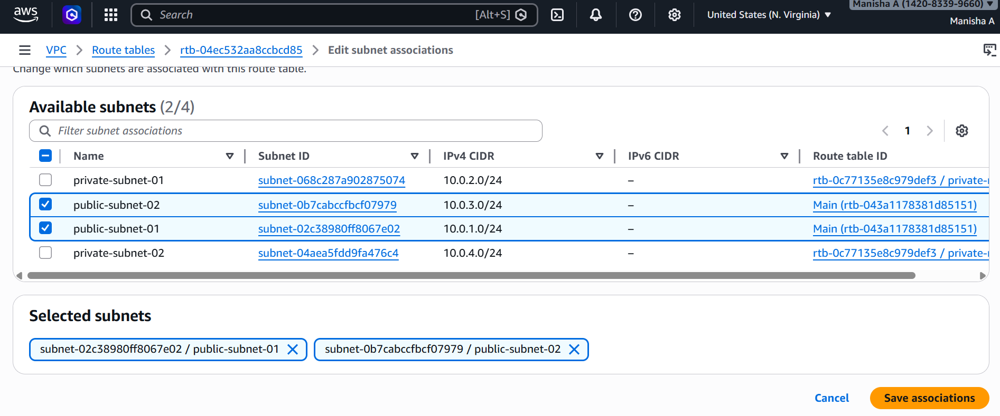 aws
Search [Alt+S]
United States (N. Virginia)
Manisha A (1420-8339-9660)
Manisha A
VPC > Route tables > rtb-04ec532aa8ccbcd85 > Edit subnet associations
Change which subnets are associated with this route table.
Available subnets (2/4)
Filter subnet associations
1
Name Subnet ID IPv4 CIDR IPv6 CIDR Route table ID
private-subnet-01 subnet-068c287a902875074 10.0.2.0/24 – rtb-0c77135e8c979def3 / private-
public-subnet-02 subnet-0b7cabccfbcf07979 10.0.3.0/24 – Main (rtb-043a1178381d85151)
public-subnet-01 subnet-02c38980ff8067e02 10.0.1.0/24 – Main (rtb-043a1178381d85151)
private-subnet-02 subnet-04aea5fdd9fa476c4 10.0.4.0/24 – rtb-0c77135e8c979def3 / private-
Selected subnets
subnet-02c38980ff8067e02 / public-subnet-01 subnet-0b7cabccfbcf07979 / public-subnet-02
Cancel Save associations